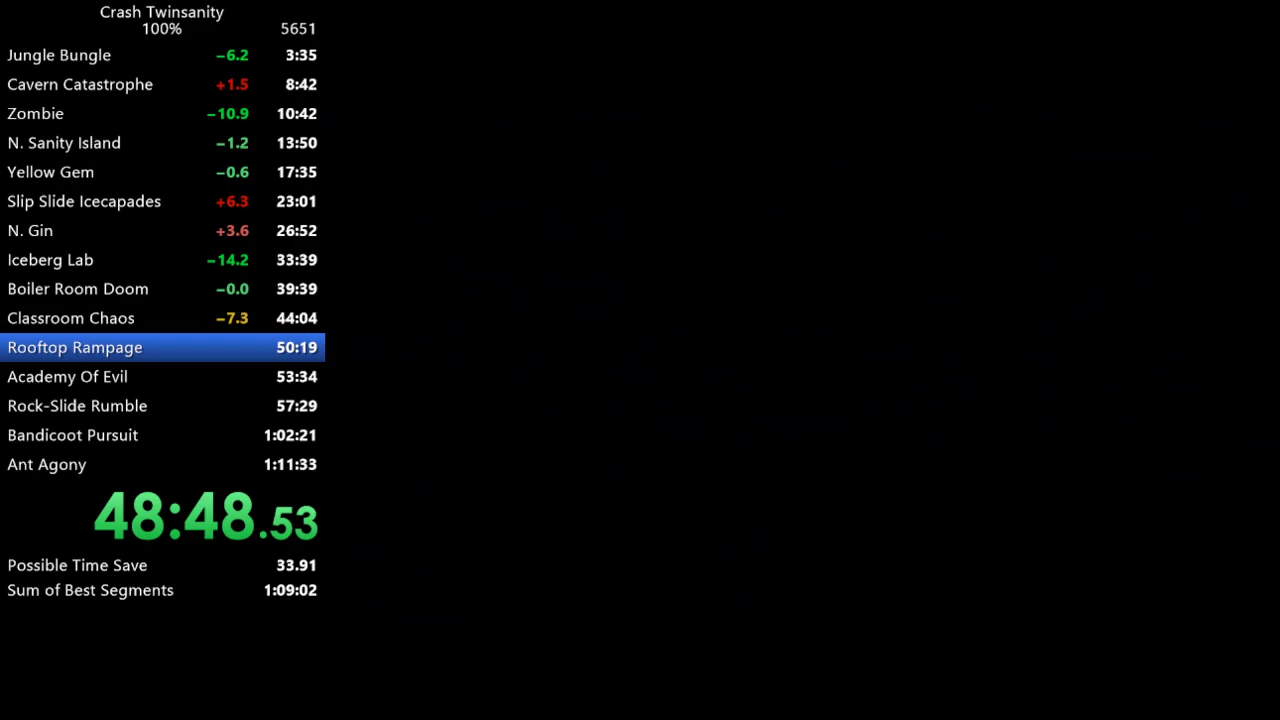 Crash Twinsanity
100% 5651
Jungle Bungle −6.2 3:35
Cavern Catastrophe +1.5 8:42
Zombie −10.9 10:42
N. Sanity Island −1.2 13:50
Yellow Gem −0.6 17:35
Slip Slide Icecapades +6.3 23:01
N. Gin +3.6 26:52
Iceberg Lab −14.2 33:39
Boiler Room Doom −0.0 39:39
Classroom Chaos −7.3 44:04
Rooftop Rampage 50:19
Academy Of Evil 53:34
Rock-Slide Rumble 57:29
Bandicoot Pursuit 1:02:21
Ant Agony 1:11:33
48:48.53
Possible Time Save 33.91
Sum of Best Segments 1:09:02